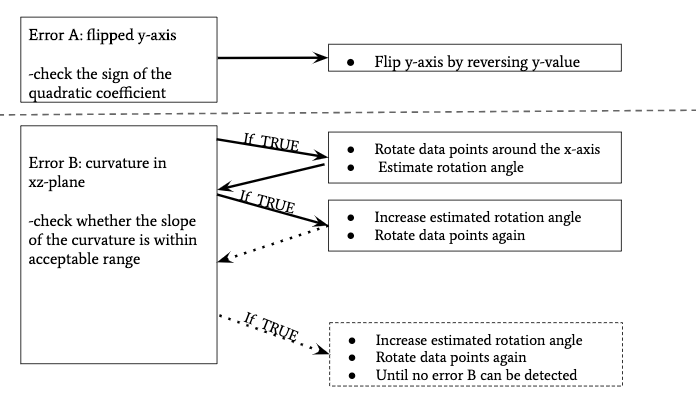 Error A: flipped y-axis
-check the sign of the
quadratic coefficient
● Flip y-axis by reversing y-value
Error B: curvature in
xz-plane
-check whether the slope
of the curvature is within
acceptable range
If TRUE
● Rotate data points around the x-axis
● Estimate rotation angle
If TRUE
● Increase estimated rotation angle
● Rotate data points again
If TRUE
● Increase estimated rotation angle
● Rotate data points again
● Until no error B can be detected